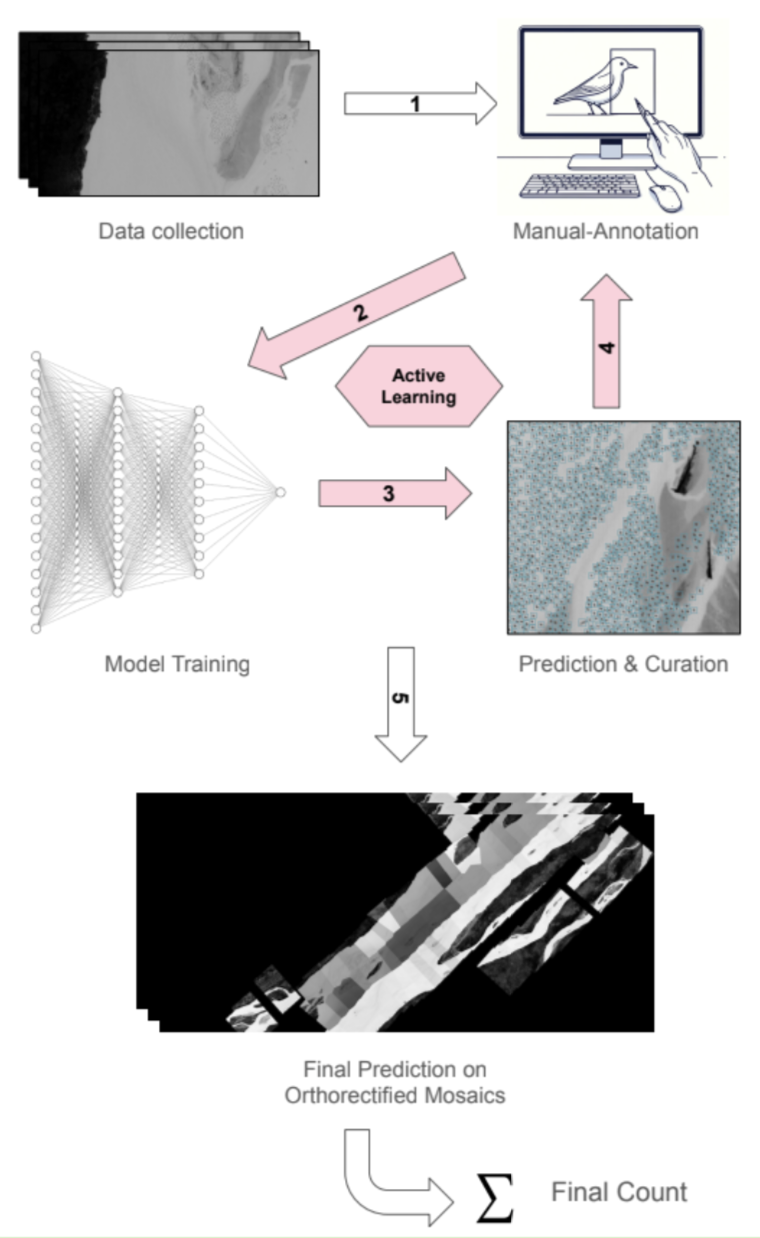 1
Data collection
Manual-Annotation
2
Active
Learning
4
3
Model Training
Prediction & Curation
5
Final Prediction on
Orthorectified Mosaics
∑ Final Count